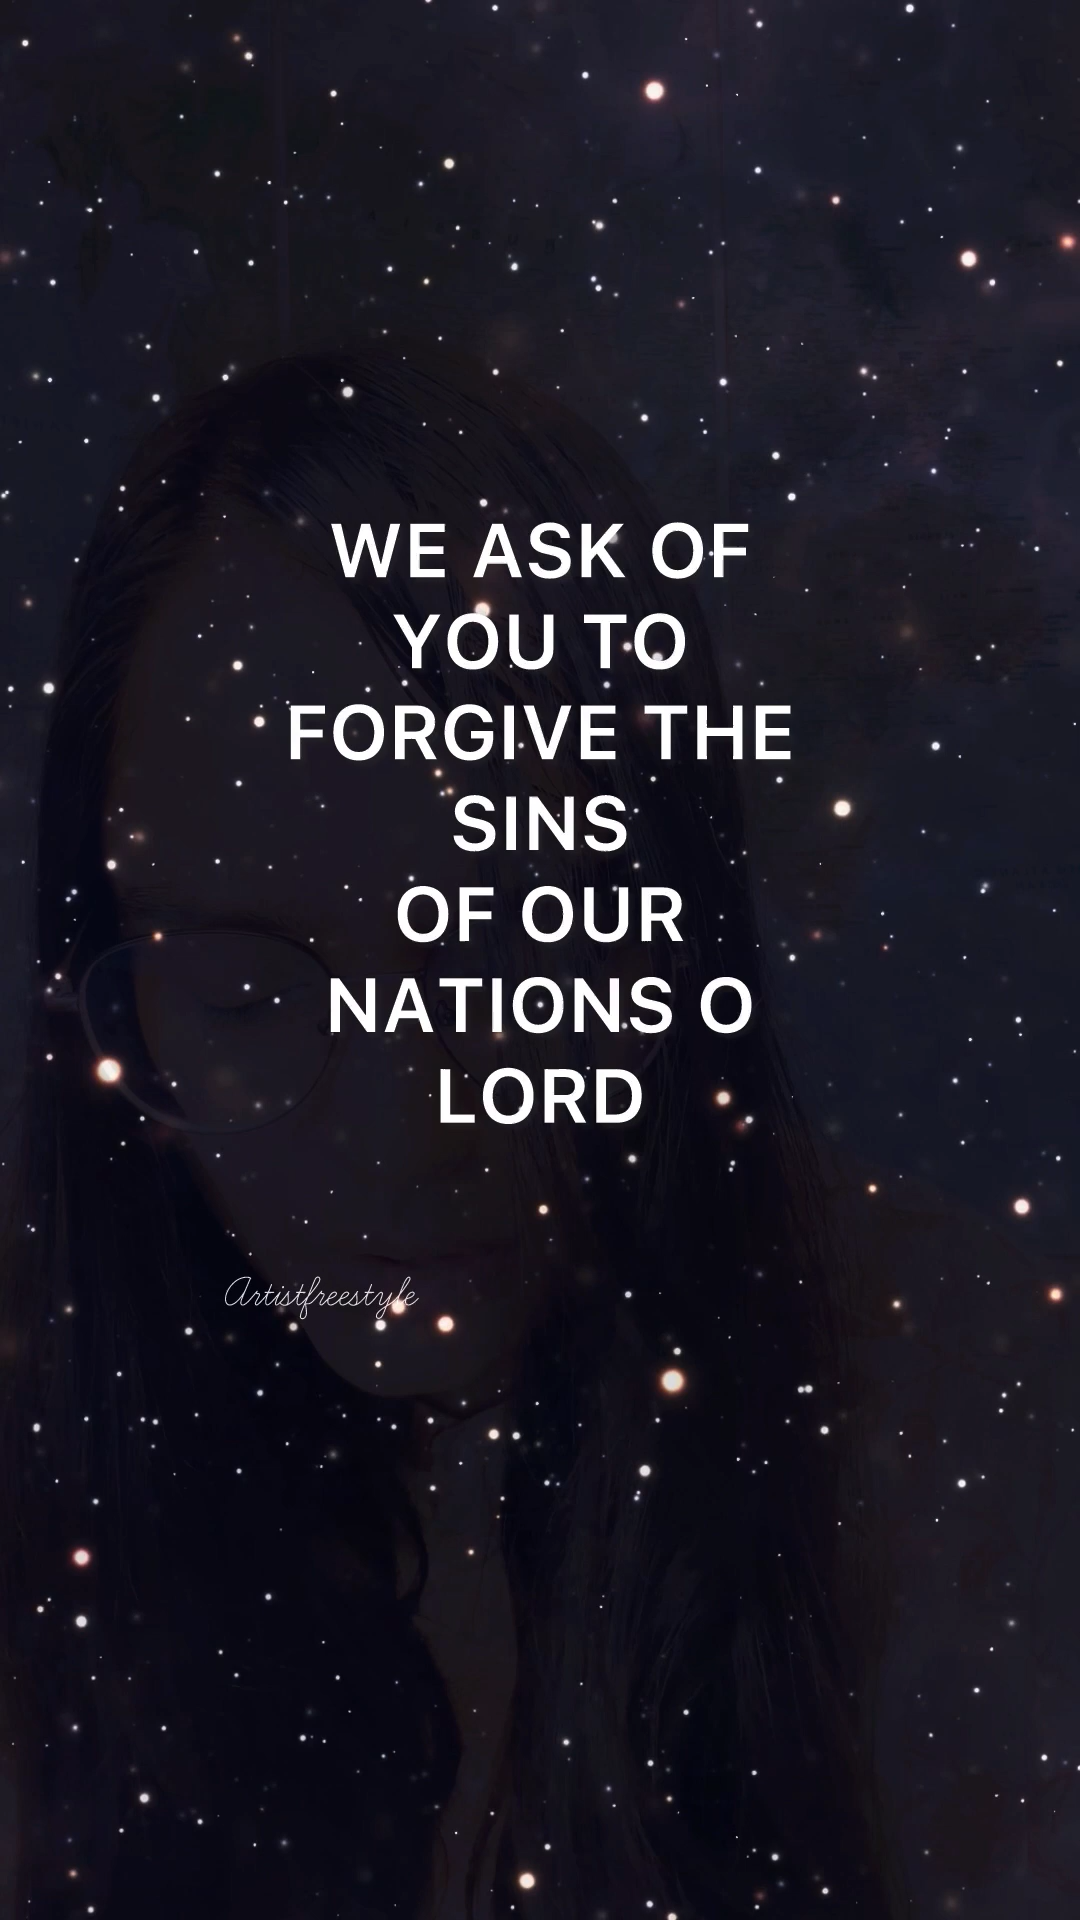 WE ASK OF
YOU TO
FORGIVE THE
SINS
OF OUR
NATIONS O
LORD
Artistfreestyle